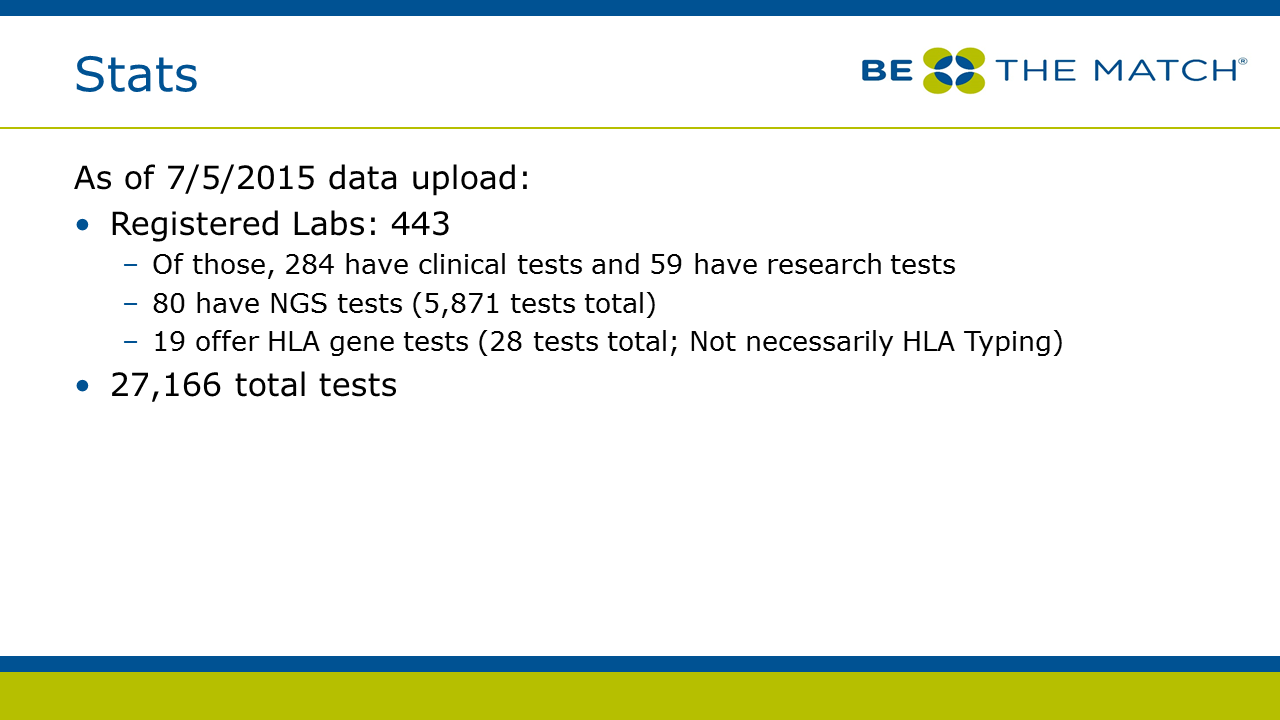 Stats
BE THE MATCH®
As of 7/5/2015 data upload:
• Registered Labs: 443
– Of those, 284 have clinical tests and 59 have research tests
– 80 have NGS tests (5,871 tests total)
– 19 offer HLA gene tests (28 tests total; Not necessarily HLA Typing)
• 27,166 total tests